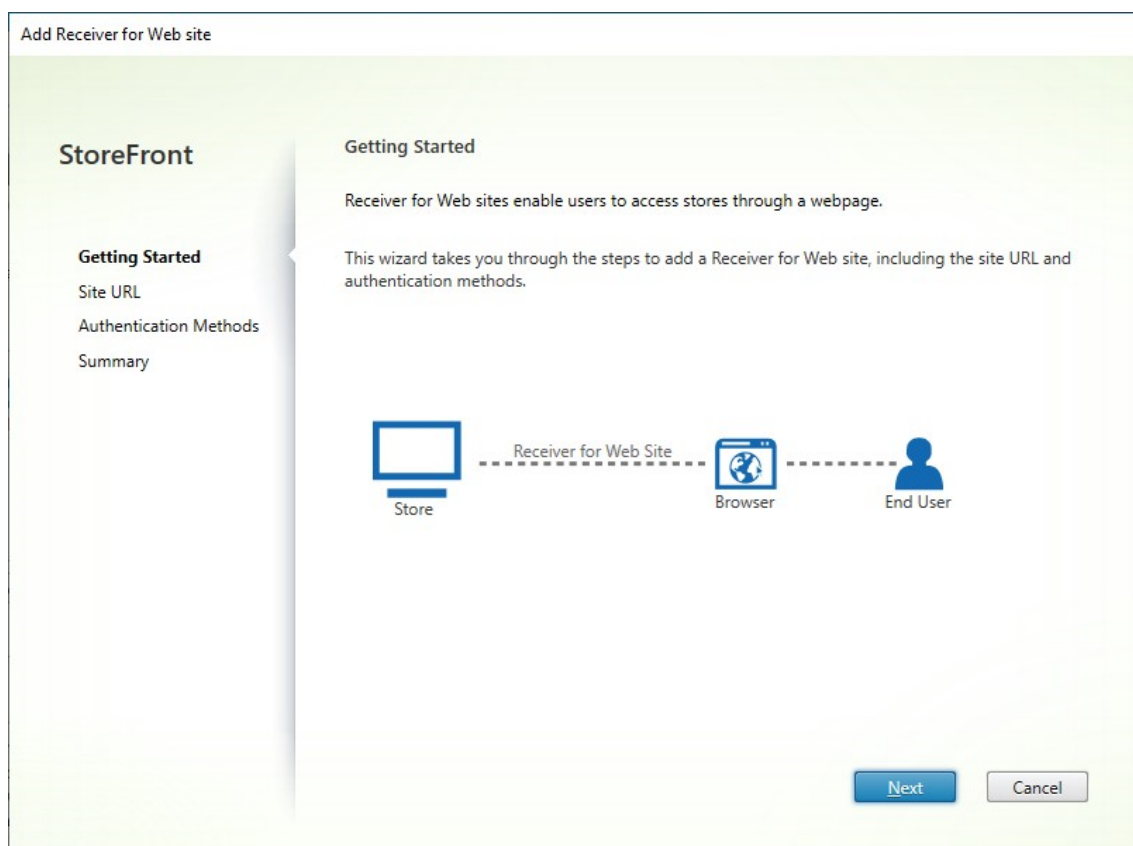 Add Receiver for Web site
StoreFront
Getting Started
Site URL
Authentication Methods
Summary
Getting Started
Receiver for Web sites enable users to access stores through a webpage.
This wizard takes you through the steps to add a Receiver for Web site, including the site URL and
authentication methods.
Receiver for Web Site
Store
Browser
End User
Next
Cancel